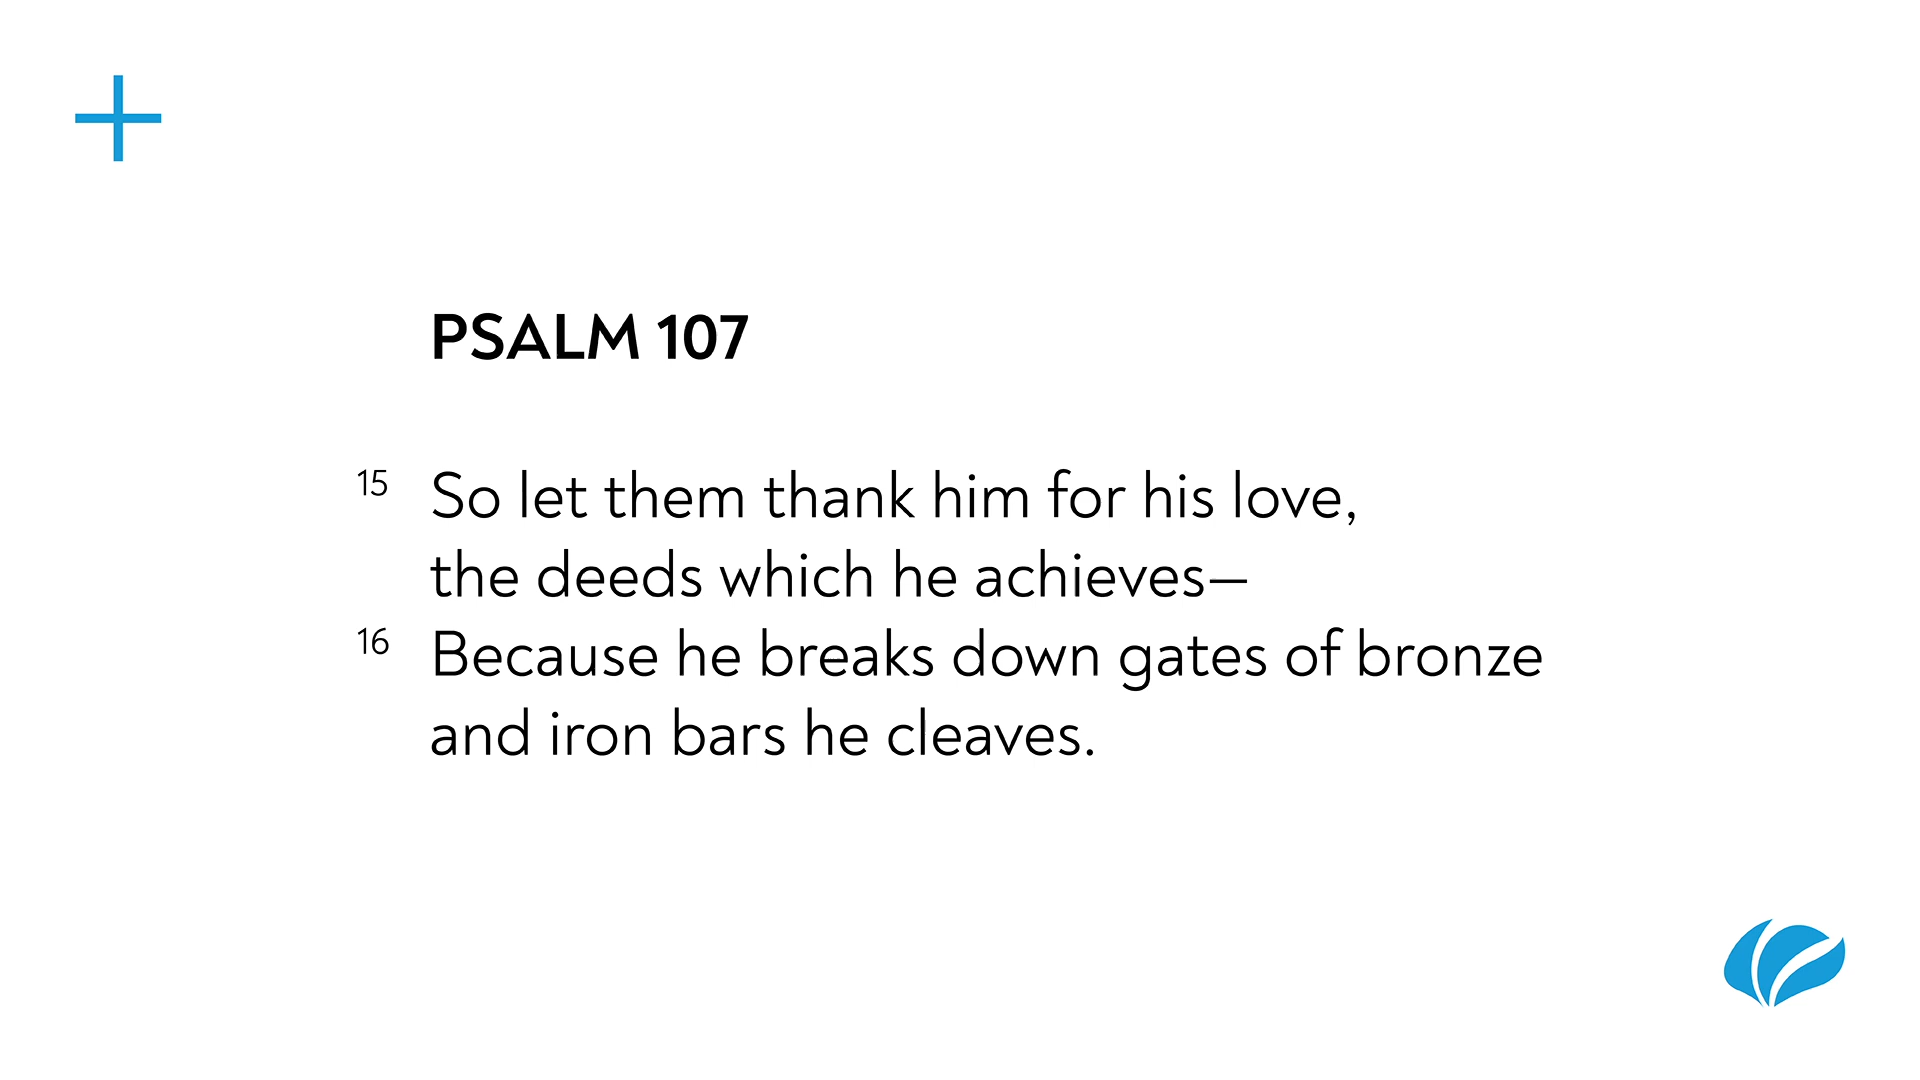 PSALM 107
15 So let them thank him for his love,
the deeds which he achieves—
16 Because he breaks down gates of bronze
and iron bars he cleaves.